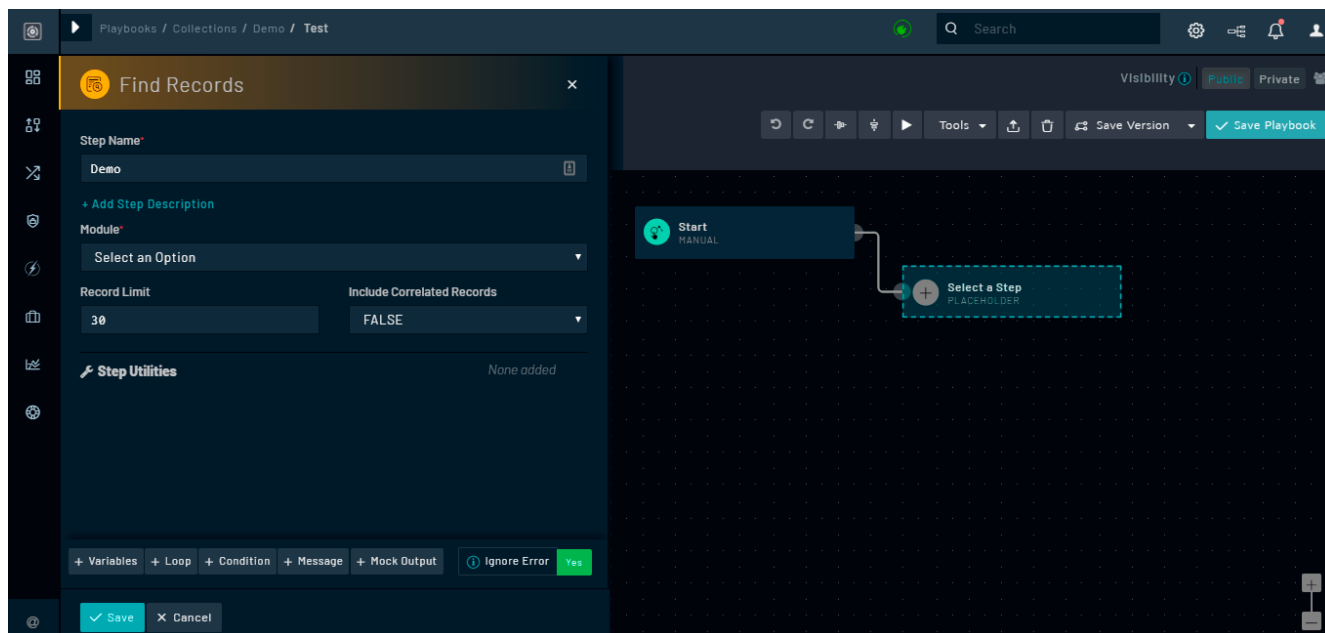 Playbooks / Collections / Demo / Test
Search
Find Records
×
Visibility
Public
Private
Tools
Save Version
Save Playbook
Step Name*
Demo
+ Add Step Description
Module*
Select an Option
Record Limit
Include Correlated Records
30
FALSE
Step Utilities
None added
Start
MANUAL
Select a Step
PLACEHOLDER
+ Variables
+ Loop
+ Condition
+ Message
+ Mock Output
Ignore Error
Yes
Save
× Cancel
@